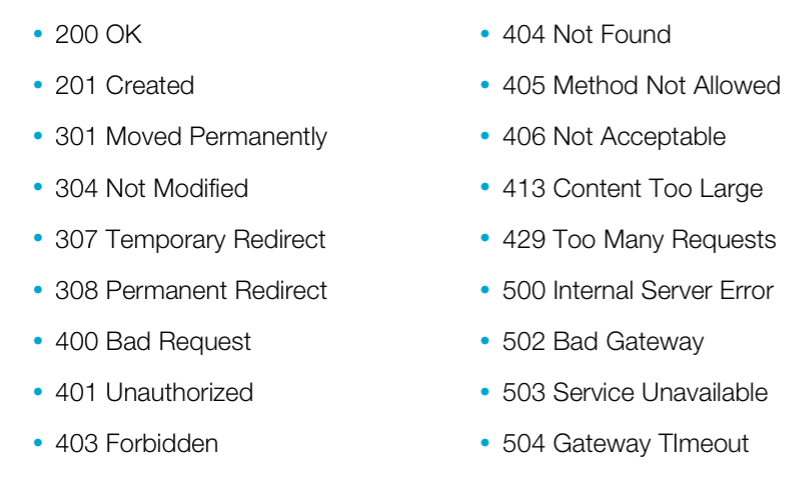 • 200 OK
• 201 Created
• 301 Moved Permanently
• 304 Not Modified
• 307 Temporary Redirect
• 308 Permanent Redirect
• 400 Bad Request
• 401 Unauthorized
• 403 Forbidden
• 404 Not Found
• 405 Method Not Allowed
• 406 Not Acceptable
• 413 Content Too Large
• 429 Too Many Requests
• 500 Internal Server Error
• 502 Bad Gateway
• 503 Service Unavailable
• 504 Gateway TImeout